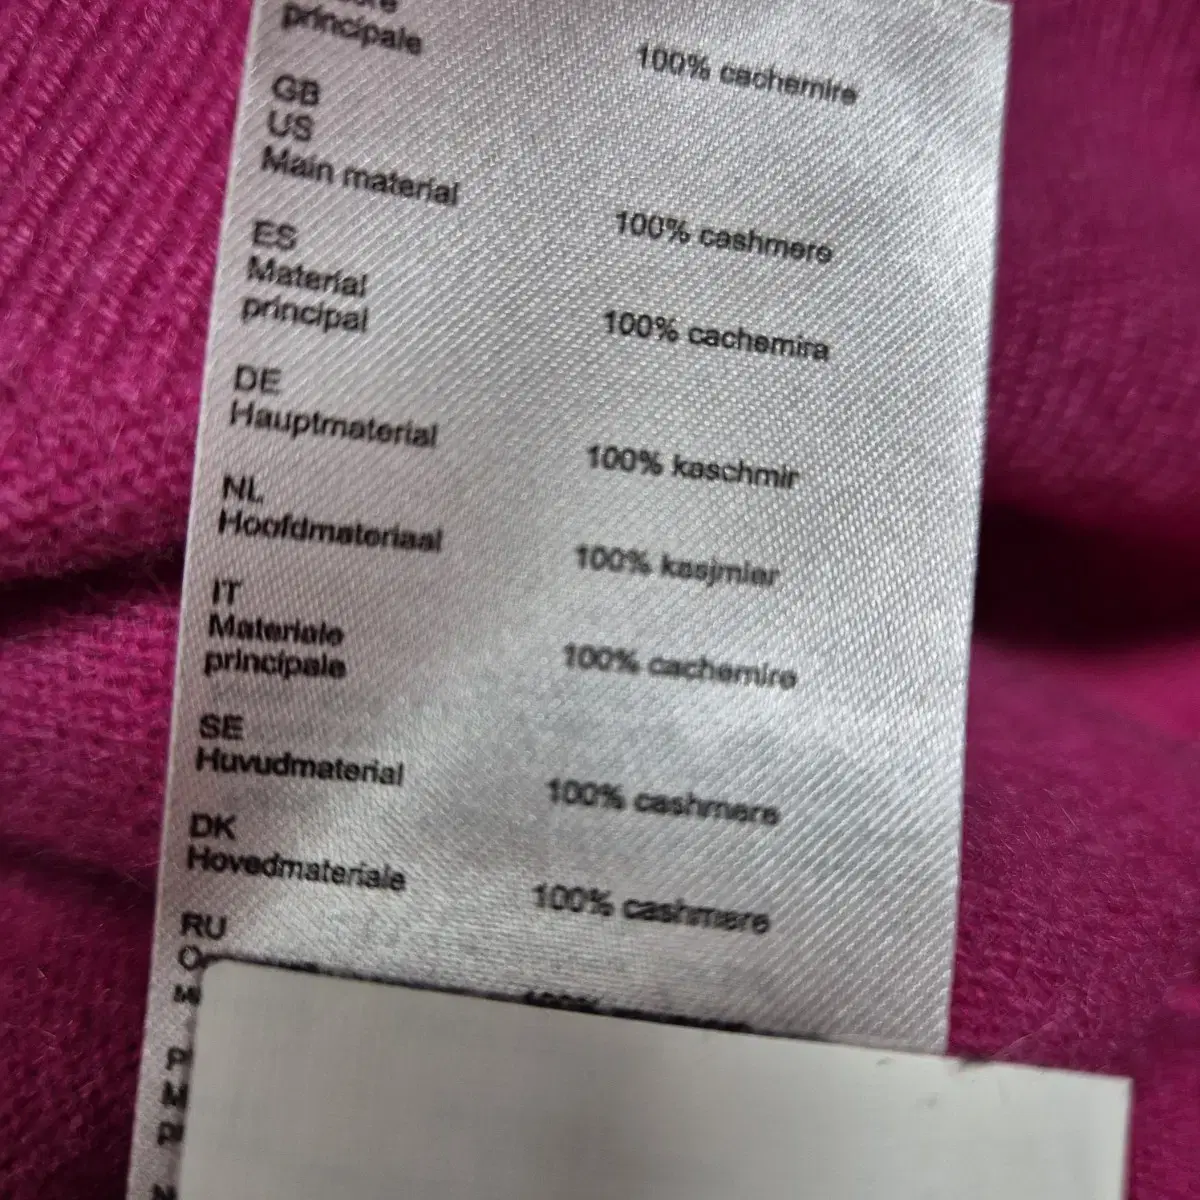 principale
100% cachemire
GB
US
Main material
100% cashmere
ES
Material
principal
100% cachemira
DE
Hauptmaterial
100% kaschmir
NL
Hoofdmateriaal
100% kasjmier
IT
Materiale
principale
100% cachemire
SE
Huvudmaterial
100% cashmere
DK
Hovedmateriale
100% cashmere
RU
100%